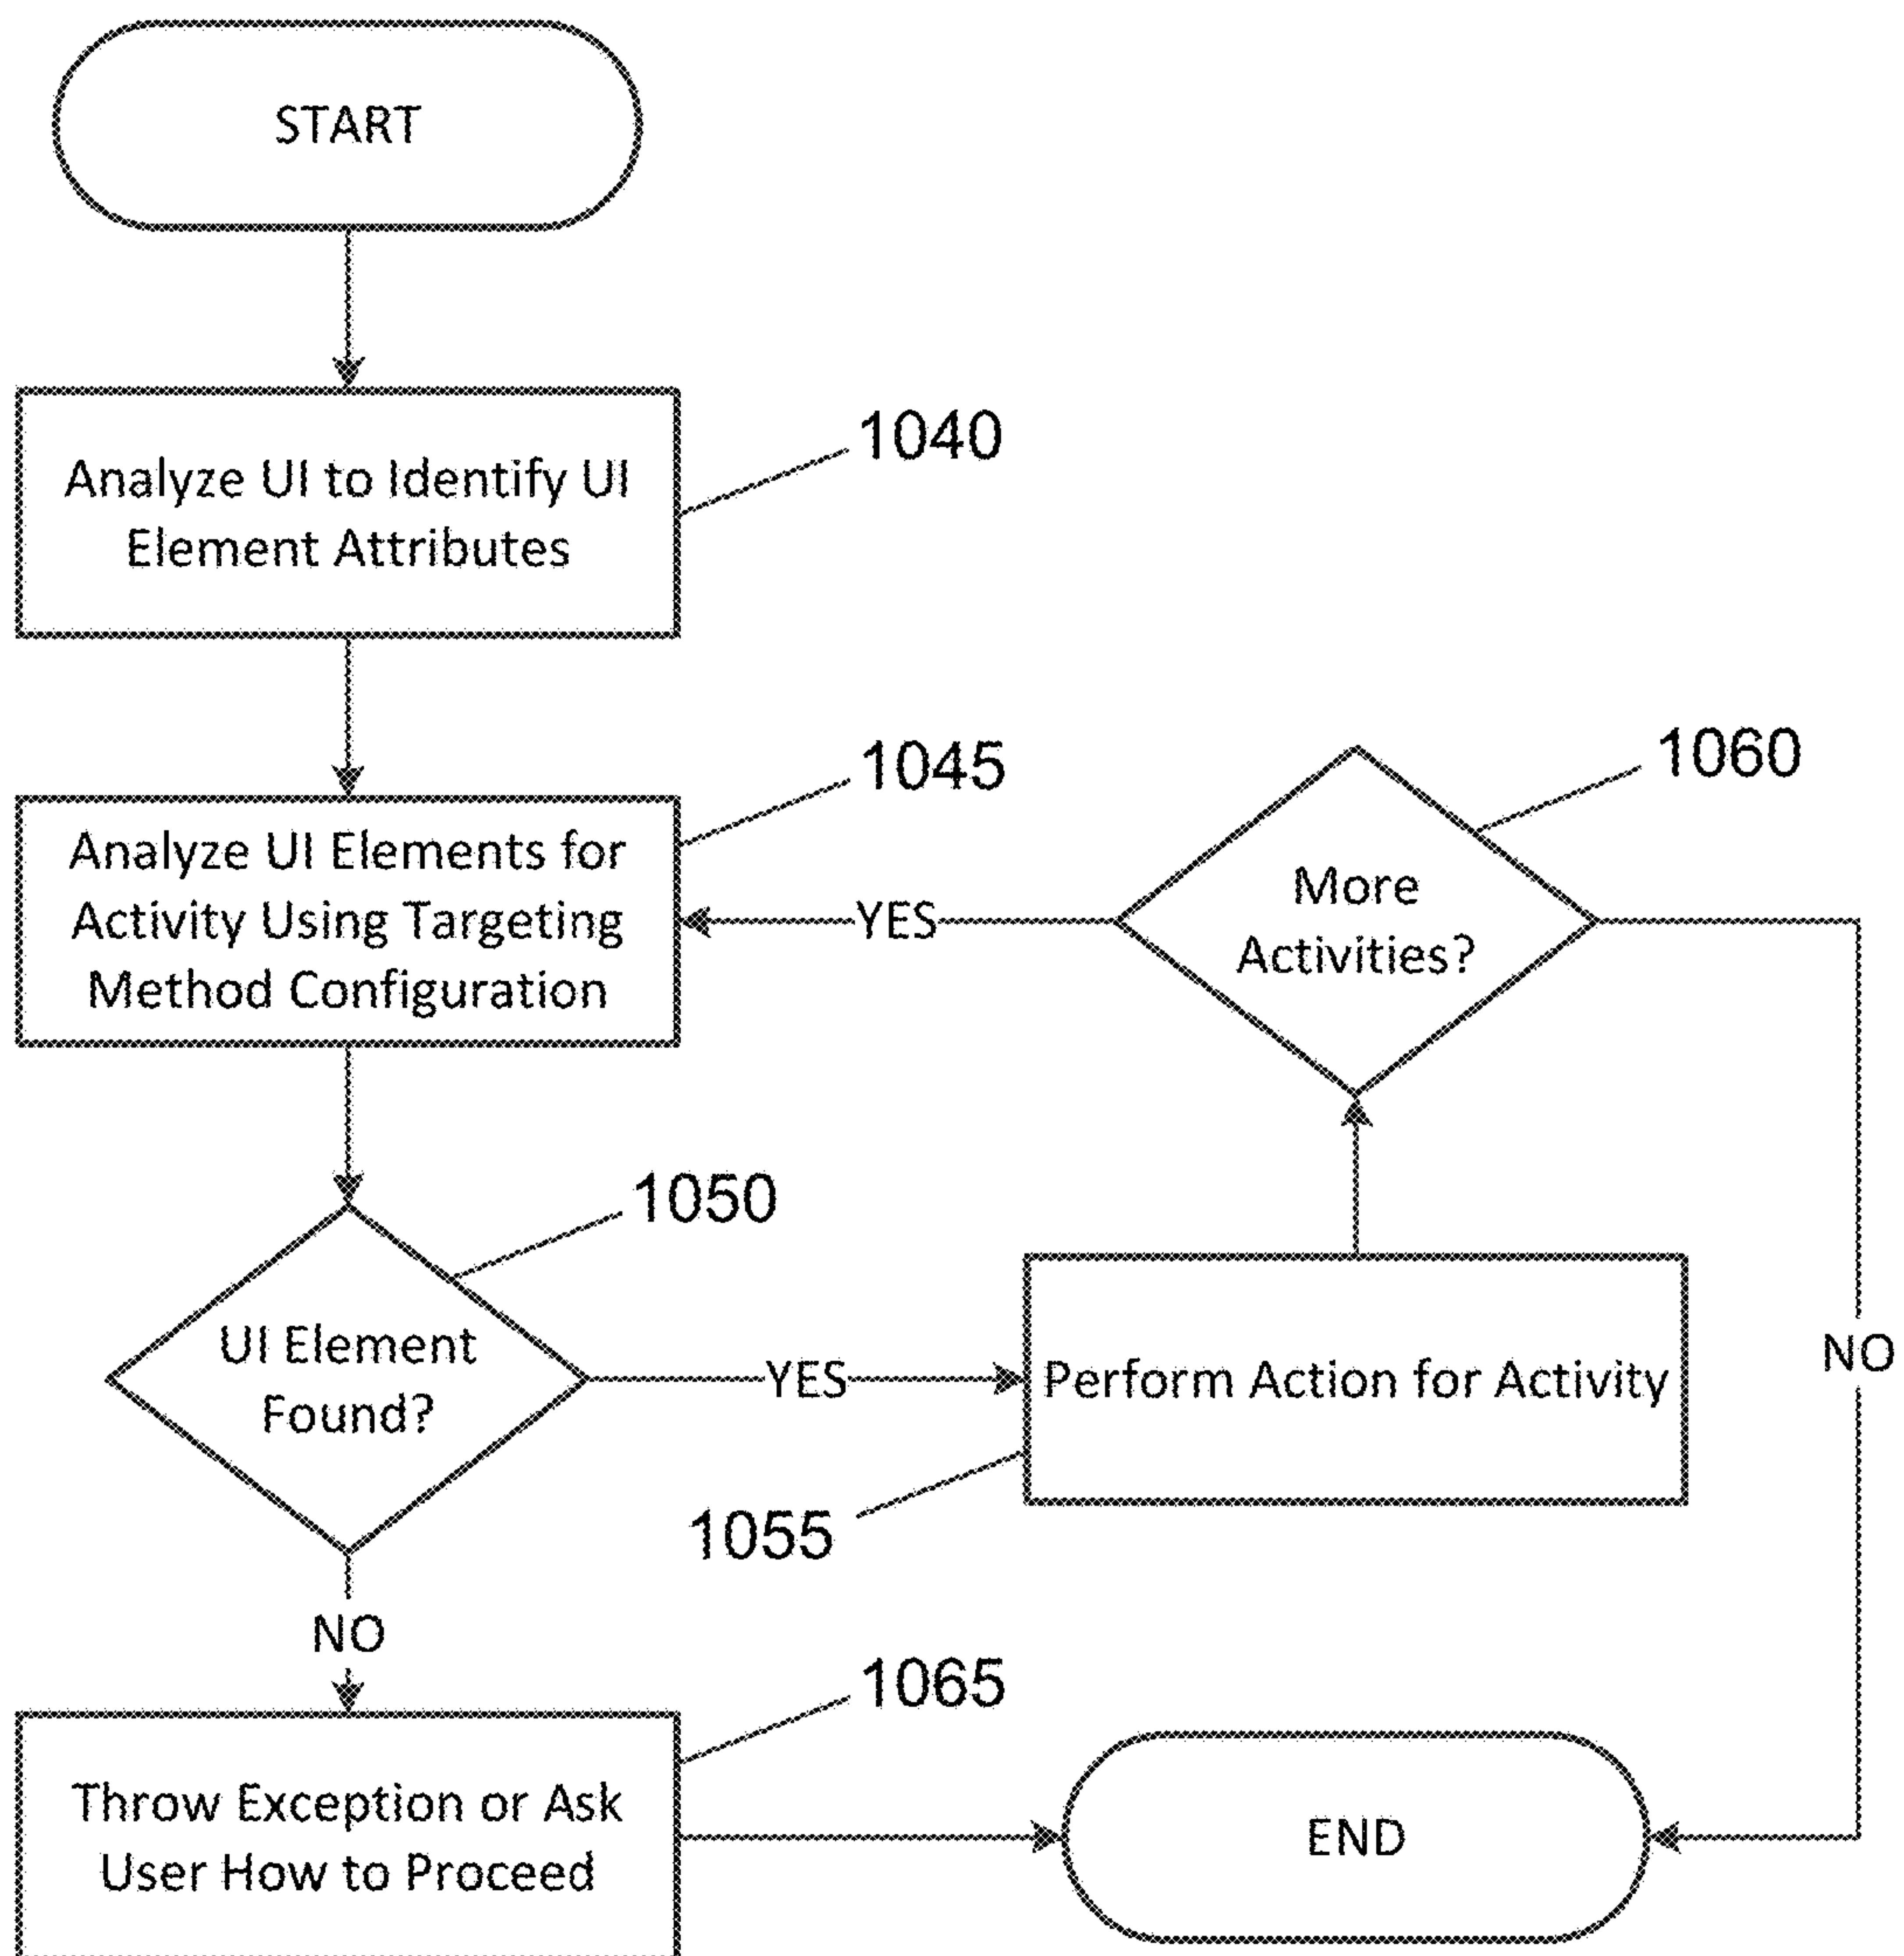 START
1040
Analyze UI to Identify UI
Element Attributes
1045
Analyze UI Elements for
Activity Using Targeting
Method Configuration
1060
More
Activities?
YES
1050
UI Element
Found?
YES
Perform Action for Activity
1055
NO
NO
1065
Throw Exception or Ask
User How to Proceed
END